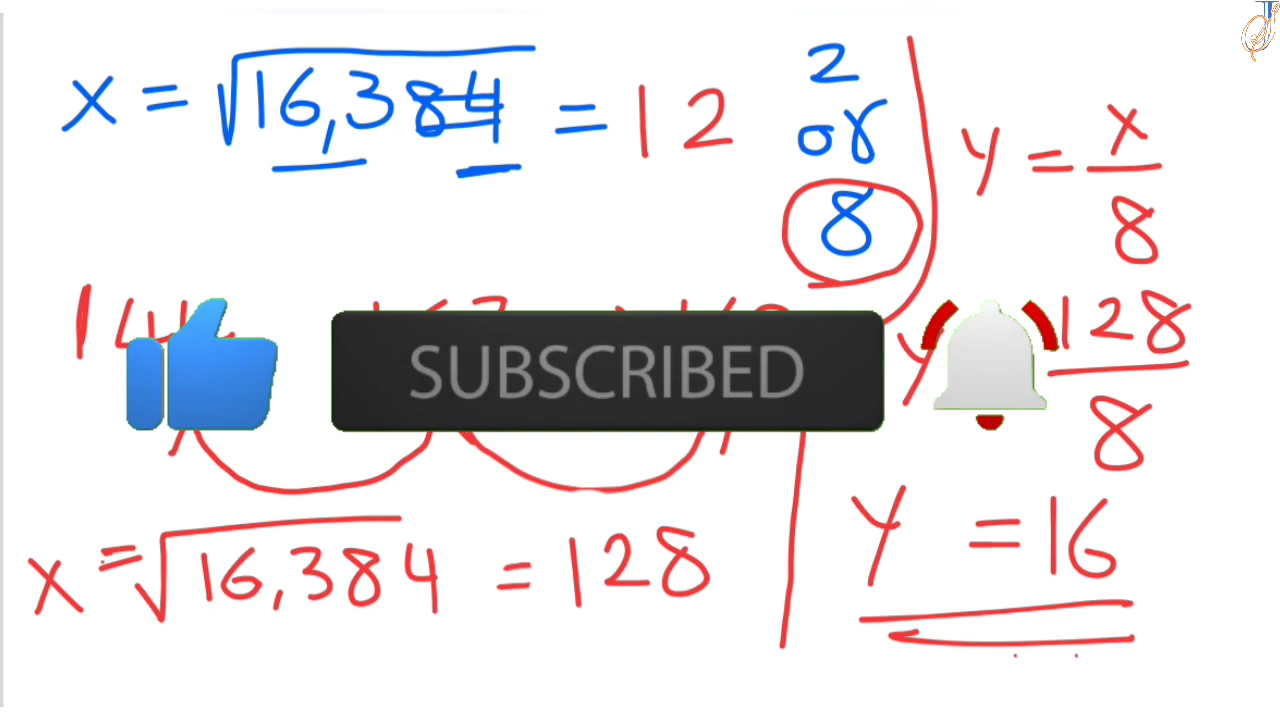 x = √16,384 = 12
2
or
8
y = x/8
SUBSCRIBED
y 128/8
x = √16,384 = 128
y = 16